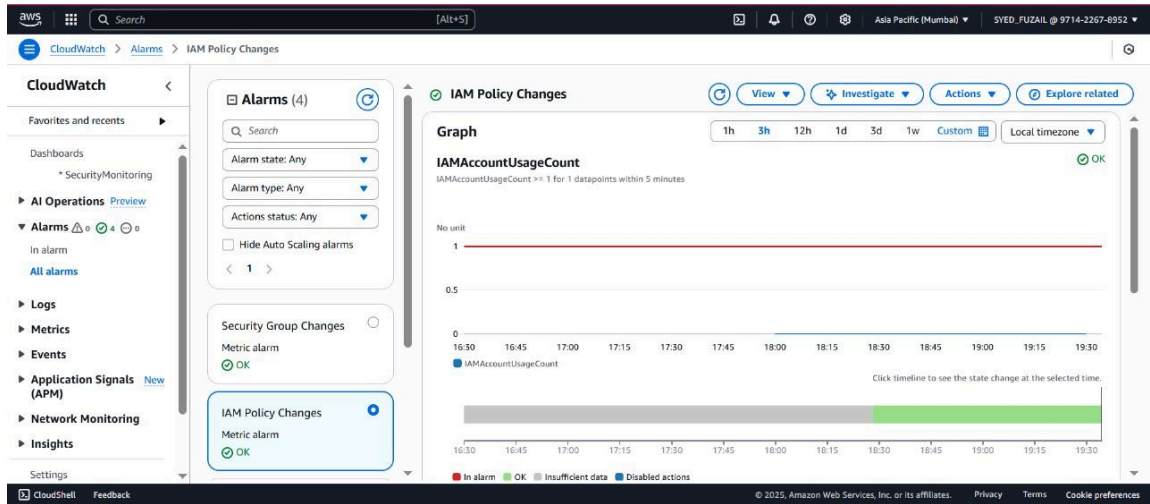 aws
Search
[Alt+S]
Asia Pacific (Mumbai) ▼
SYED_FUZAIL @ 9714-2267-8952 ▼
CloudWatch > Alarms > IAM Policy Changes
CloudWatch
Favorites and recents
Dashboards
* SecurityMonitoring
AI Operations Preview
Alarms 0 4 0
In alarm
All alarms
Logs
Metrics
Events
Application Signals New
(APM)
Network Monitoring
Insights
Settings
Alarms (4)
Search
Alarm state: Any
Alarm type: Any
Actions status: Any
Hide Auto Scaling alarms
< 1 >
Security Group Changes
Metric alarm
OK
IAM Policy Changes
Metric alarm
OK
IAM Policy Changes
View ▼
Investigate ▼
Actions ▼
Explore related
Graph
1h 3h 12h 1d 3d 1w Custom
Local timezone ▼
IAMAccountUsageCount
OK
IAMAccountUsageCount >= 1 for 1 datapoints within 5 minutes
No unit
1
0.5
0
16:30 16:45 17:00 17:15 17:30 17:45 18:00 18:15 18:30 18:45 19:00 19:15 19:30
IAMAccountUsageCount
Click timeline to see the state change at the selected time.
16:30 16:45 17:00 17:15 17:30 17:45 18:00 18:15 18:30 18:45 19:00 19:15 19:30
In alarm OK Insufficient data Disabled actions
CloudShell Feedback
© 2025, Amazon Web Services, Inc. or its affiliates. Privacy Terms Cookie preferences